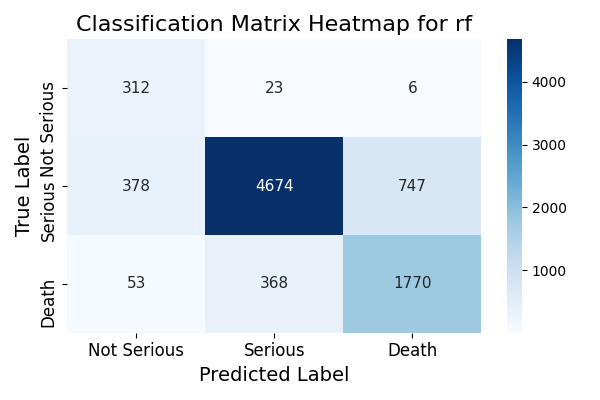 Classification Matrix Heatmap for rf
True Label
Not Serious
Serious
Death
312 23 6
378 4674 747
53 368 1770
Not Serious Serious Death
Predicted Label
4000
3000
2000
1000